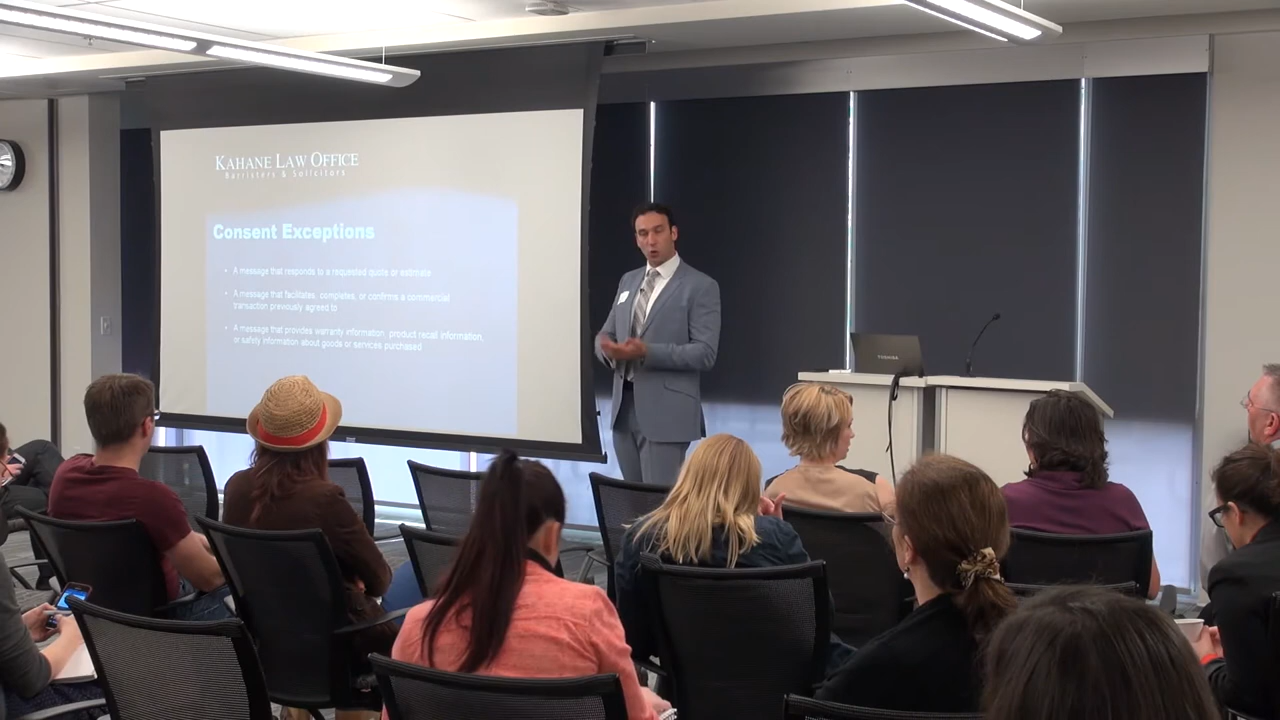 KAHANE LAW OFFICE
Barristers & Solicitors
Consent Exceptions
• A message that responds to a requested quote or estimate
• A message that facilitates, completes, or confirms a commercial
transaction previously agreed to
• A message that provides warranty information, product recall information,
or safety information about goods or services purchased
TOSHIBA